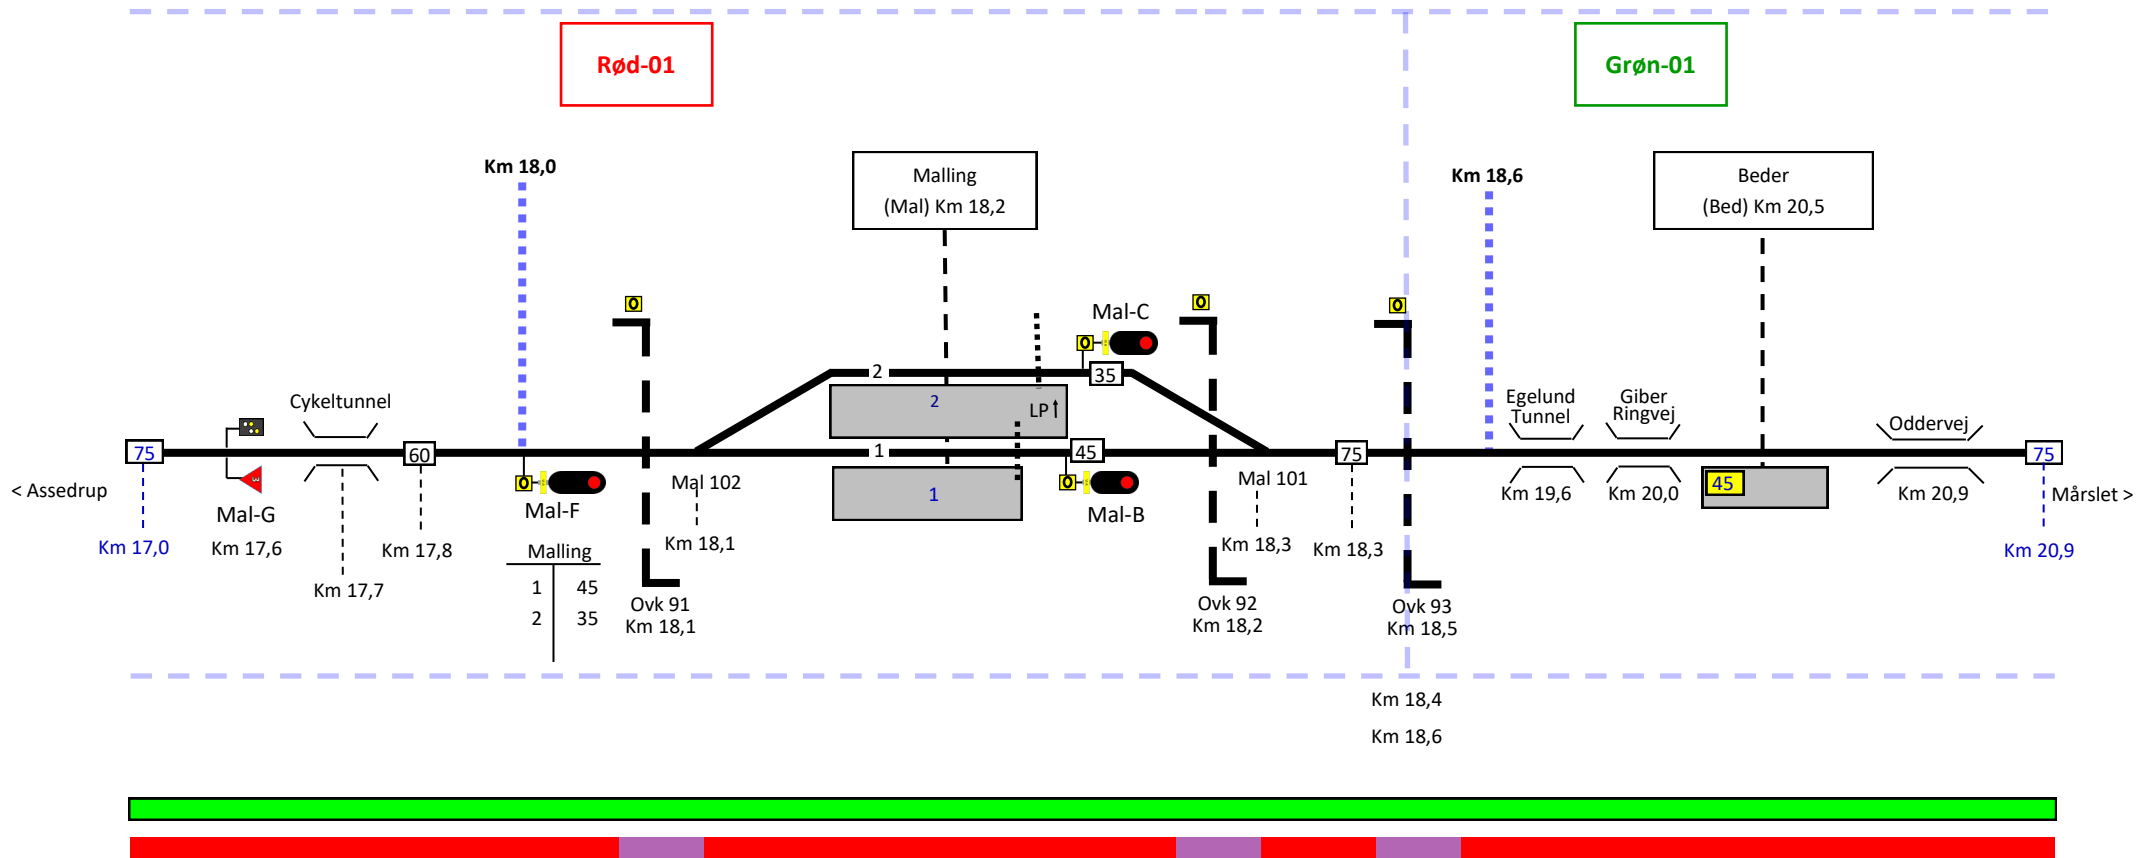 Rød-01
Grøn-01
Km 18,0
Malling
(Mal) Km 18,2
Km 18,6
Beder
(Bed) Km 20,5
O
O
O
Mal-C
O
2
35
Cykeltunnel
2
LP
Egelund
Tunnel
Giber
Ringvej
Oddervej
75
60
1
45
75
75
< Assedrup
Mal-G
Km 17,6
Km 17,0
Km 17,7
Km 17,8
O
Mal-F
Malling
1 45
2 35
Mal 102
Km 18,1
Ovk 91
Km 18,1
1
O
Mal-B
Mal 101
Km 18,3
Km 18,3
Ovk 92
Km 18,2
Ovk 93
Km 18,5
Km 19,6
Km 20,0
45
Km 20,9
Mårslet >
Km 20,9
Km 18,4
Km 18,6